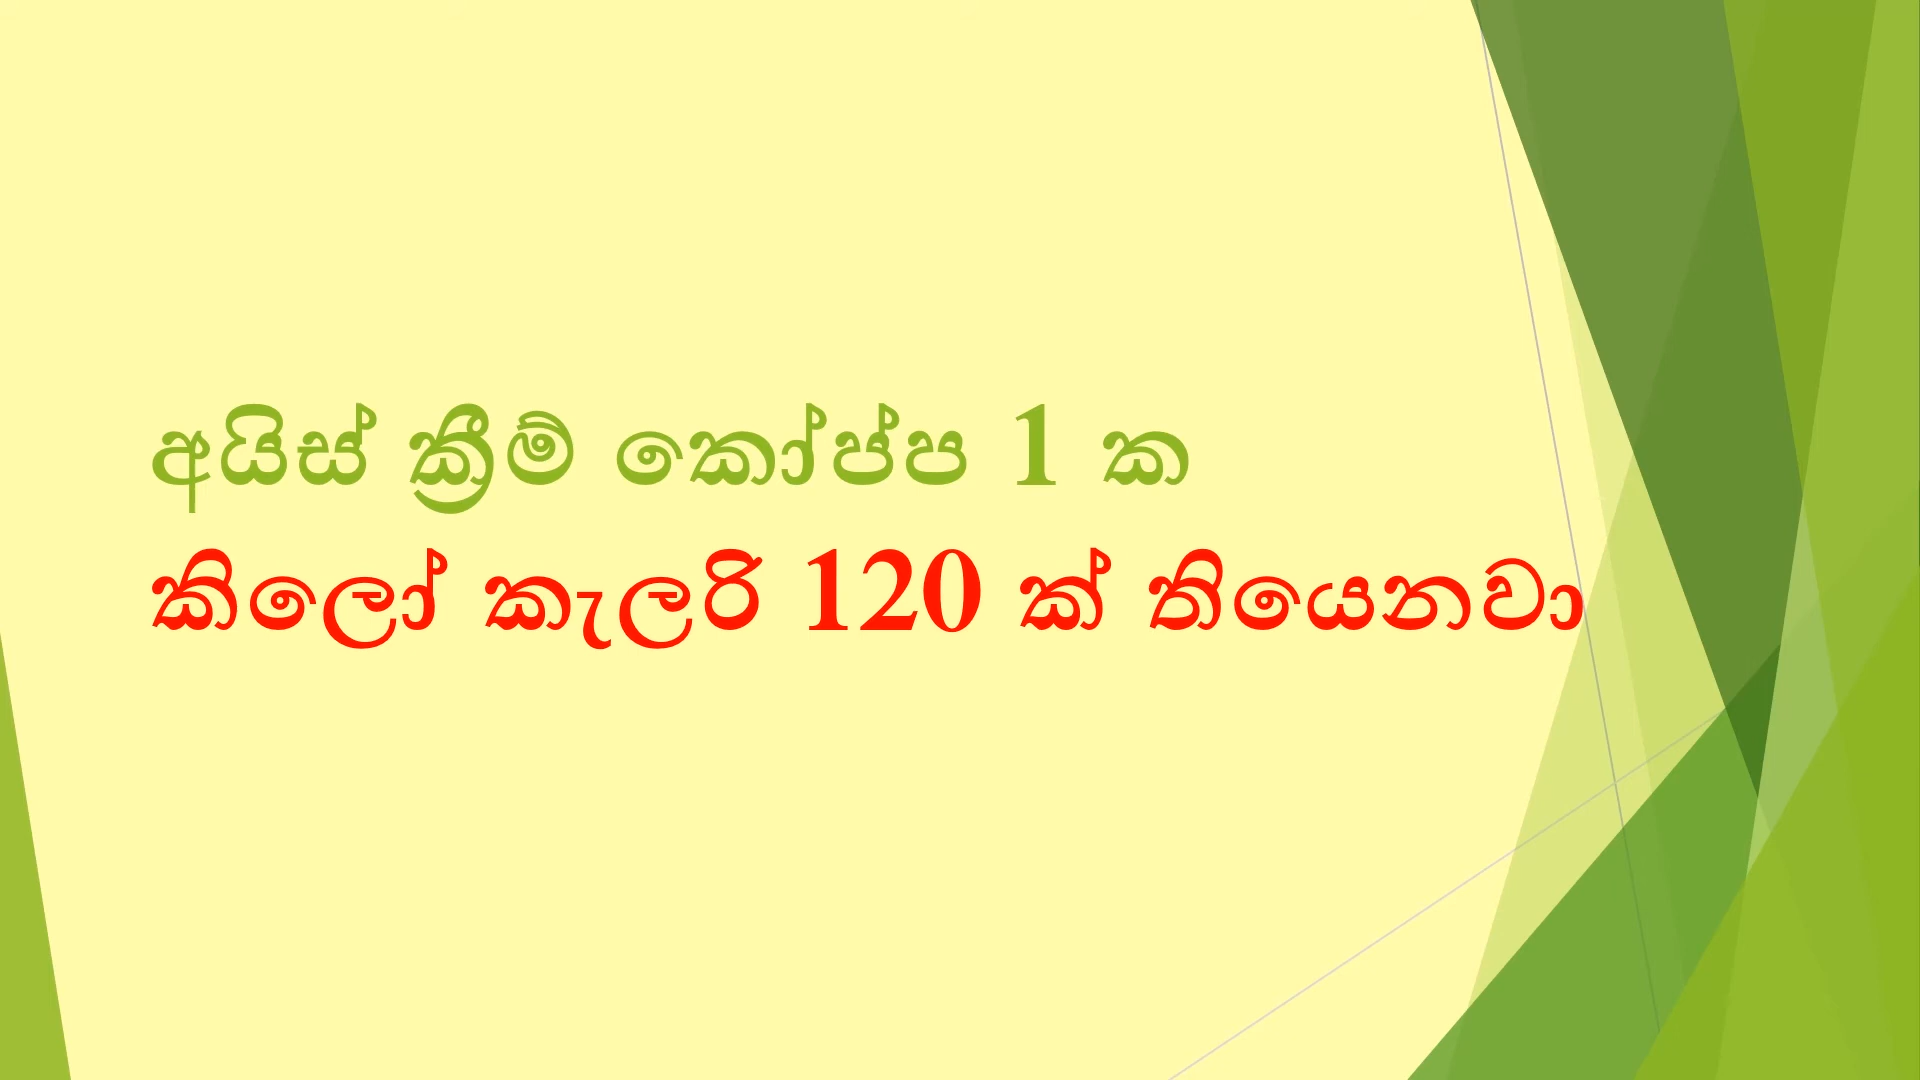 අයිස් ක්‍රීම් කෝප්ප 1 ක
කිලෝ කැලරි 120 ක් තියෙනවා